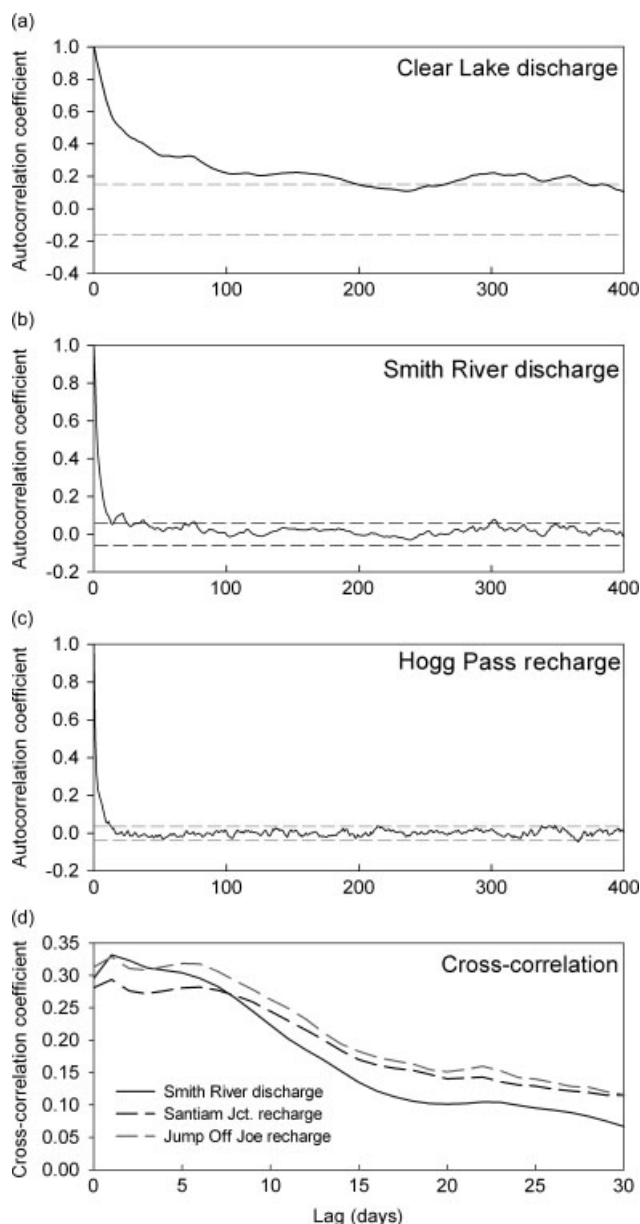 (a)
Clear Lake discharge
Autocorrelation coefficient
1.0
0.8
0.6
0.4
0.2
0.0
-0.2
-0.4
0 100 200 300 400
(b)
Smith River discharge
Autocorrelation coefficient
1.0
0.8
0.6
0.4
0.2
0.0
-0.2
0 100 200 300 400
(c)
Hogg Pass recharge
Autocorrelation coefficient
1.0
0.8
0.6
0.4
0.2
0.0
-0.2
0 100 200 300 400
(d)
Cross-correlation
Cross-correlation coefficient
0.35
0.30
0.25
0.20
0.15
0.10
0.05
0.00
Smith River discharge
Santiam Jct. recharge
Jump Off Joe recharge
0 5 10 15 20 25 30
Lag (days)